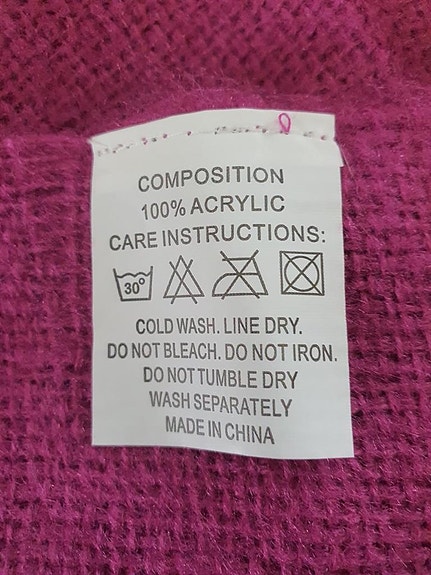 COMPOSITION
100% ACRYLIC
CARE INSTRUCTIONS:
30°
COLD WASH. LINE DRY.
DO NOT BLEACH. DO NOT IRON.
DO NOT TUMBLE DRY
WASH SEPARATELY
MADE IN CHINA